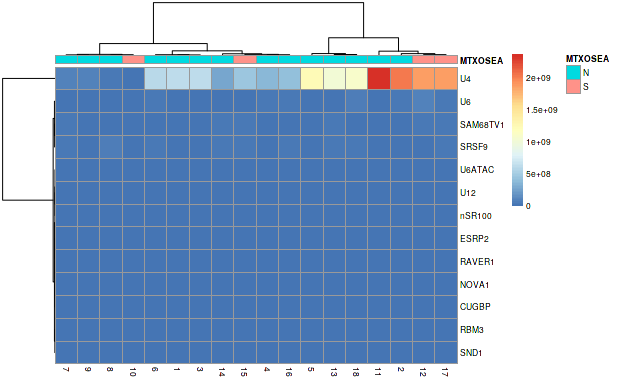 MTXOSEA
MTXOSEA
N
S
U4
U6
SAM68TV1
SRSF9
U6ATAC
U12
nSR100
ESRP2
RAVER1
NOVA1
CUGBP
RBM3
SND1
2e+09
1.5e+09
1e+09
5e+08
0
7 9 8 10 6 1 3 14 15 4 16 5 13 18 11 2 12 17